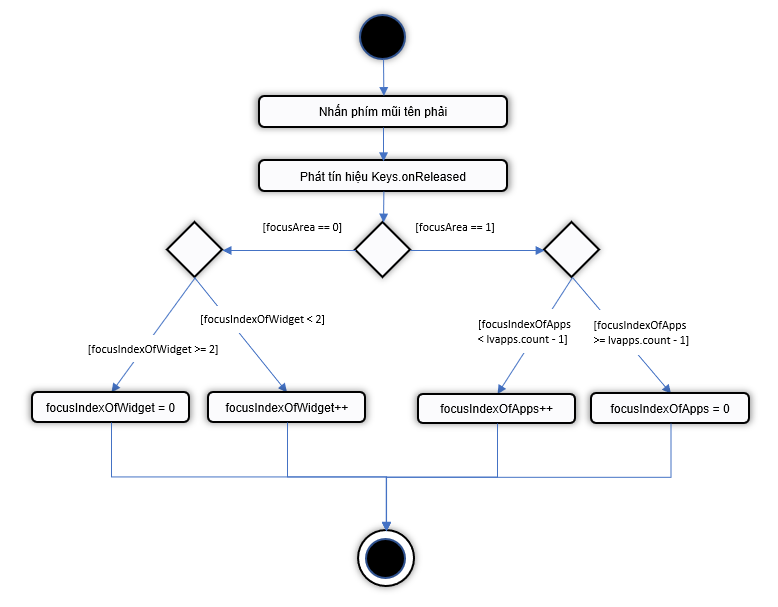 Nhấn phím mũi tên phải
Phát tín hiệu Keys.onReleased
[focusArea == 0]
[focusArea == 1]
[focusIndexOfWidget < 2]
[focusIndexOfWidget >= 2]
[focusIndexOfApps
< lvapps.count - 1]
[focusIndexOfApps
>= lvapps.count - 1]
focusIndexOfWidget = 0
focusIndexOfWidget++
focusIndexOfApps++
focusIndexOfApps = 0